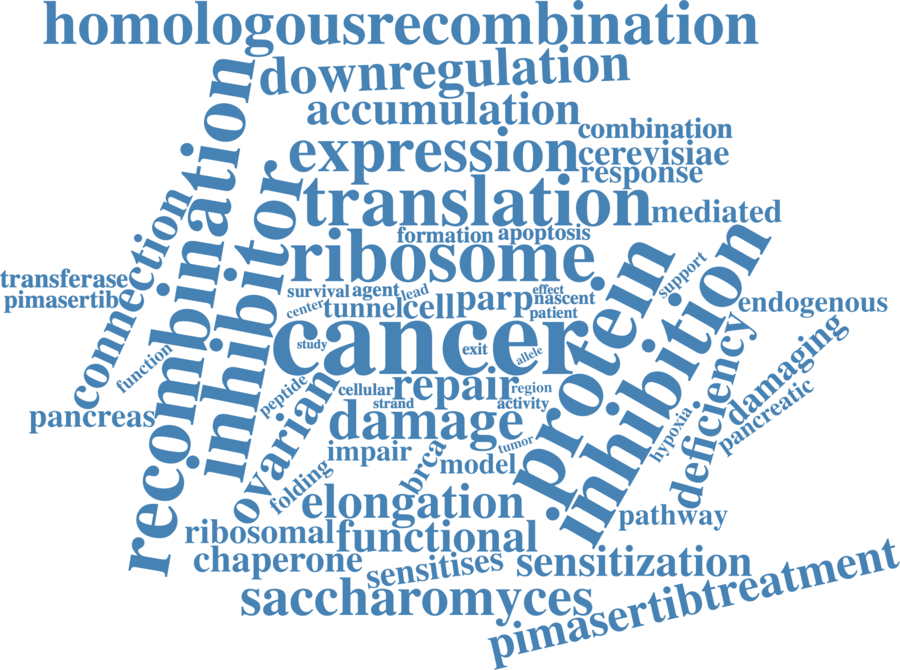 homologousrecombination
downregulation
accumulation
combination
expression
cerevisiae
response
translation
mediated
formation
apoptosis
ribosome
recombination
inhibitor
connection
transferase
pimasertib
survival
agent
lead
cell
parp
effect
nascent
support
endogenous
center
tunnel
patient
cancer
study
exit
allele
protein
inhibition
function
peptide
cellular
repair
region
strand
activity
pancreas
ovarian
damage
deficiency
damaging
pancreatic
hypoxia
impair
brca
model
tumor
folding
elongation
pathway
ribosomal
functional
chaperone
sensitises
sensitization
saccharomyces
pimasertibtreatment